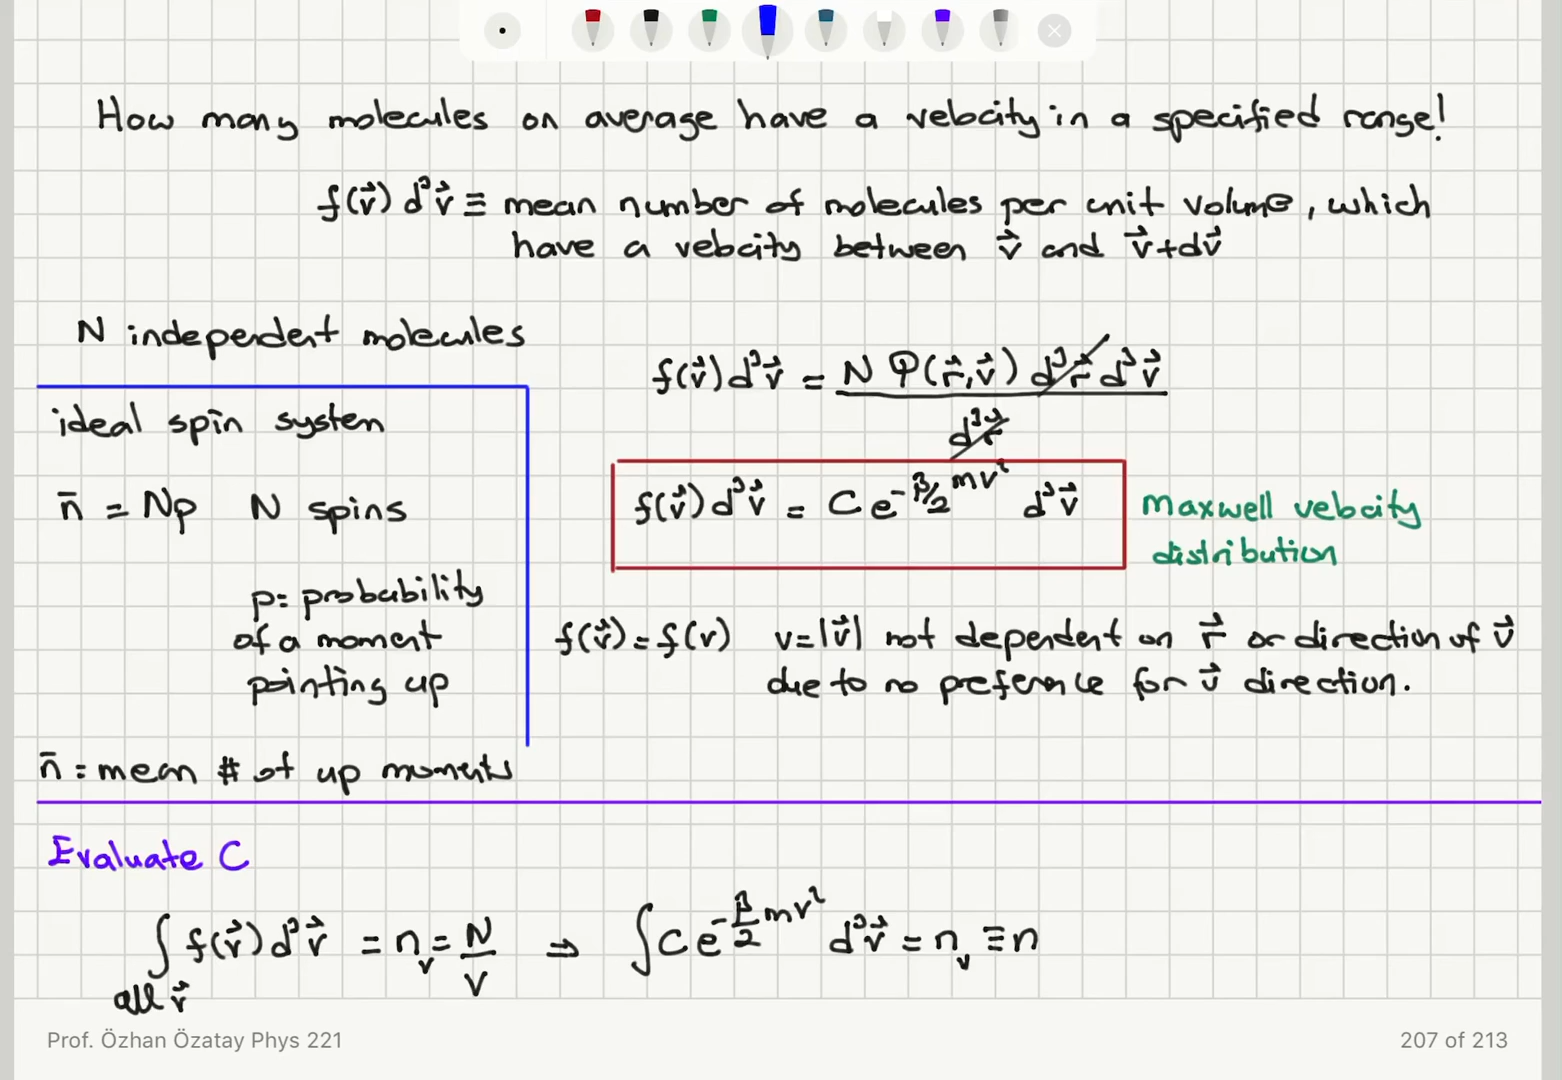 How many molecules on average have a velocity in a specified range!
f(v⃗) d³v⃗ ≡ mean number of molecules per unit volume, which
have a velocity between v⃗ and v⃗+dv⃗
N independent molecules
ideal spin system
n̄ = Np N spins
p= probability
of a moment
pointing up
n̄ = mean # of up moments
f(v⃗)d³v⃗ = N P(r⃗,v⃗) d³r⃗ d³v⃗ / d³r⃗
f(v⃗)d³v⃗ = C e^(-β/2 mv²) d³v⃗
maxwell velocity
distribution
f(v⃗)=f(v) v=|v⃗| not dependent on r⃗ or direction of v⃗
due to no preference for v⃗ direction.
Evaluate C
∫ f(v⃗) d³v⃗ = n_v = N/V ⇒ ∫ C e^(-β/2 mv²) d³v⃗ = n_v ≡ n
all v⃗
Prof. Özhan Özatay Phys 221
207 of 213